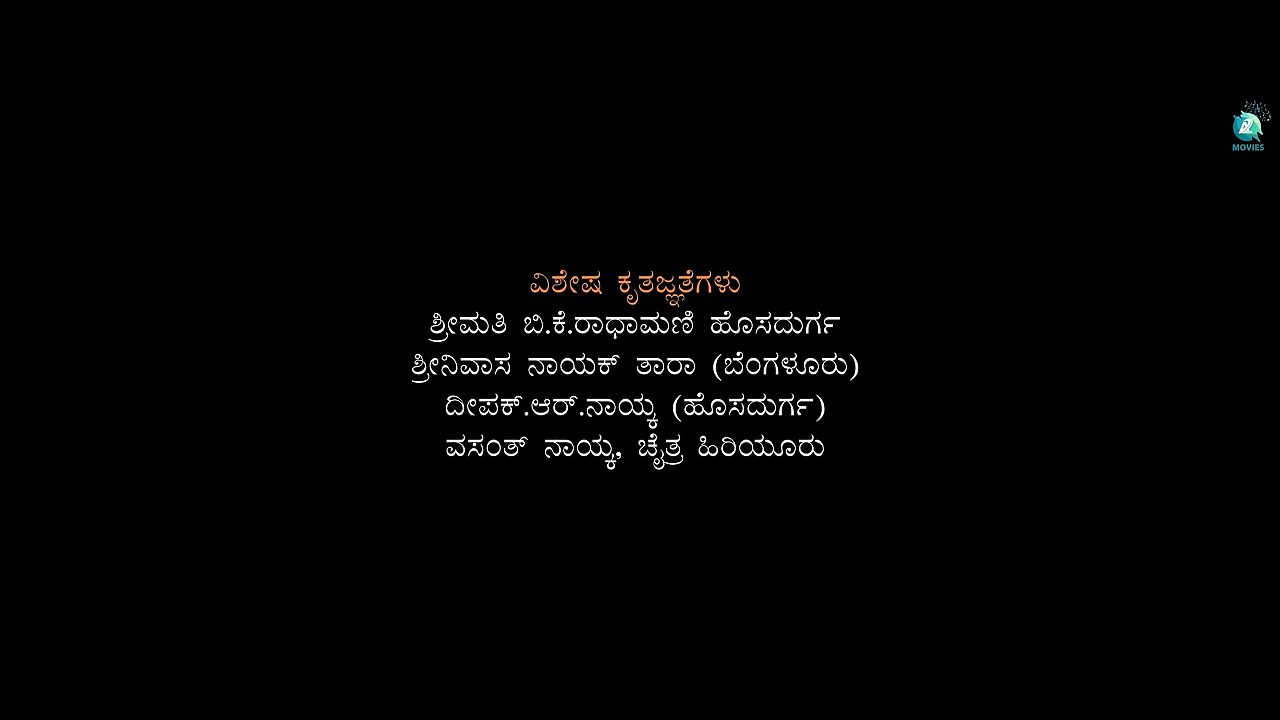 ವಿಶೇಷ ಕೃತಜ್ಞತೆಗಳು
ಶ್ರೀಮತಿ ಬಿ.ಕೆ.ರಾಧಾಮಣಿ ಹೊಸದುರ್ಗ
ಶ್ರೀನಿವಾಸ ನಾಯಕ್ ತಾರಾ (ಬೆಂಗಳೂರು)
ದೀಪಕ್.ಆರ್.ನಾಯ್ಕ (ಹೊಸದುರ್ಗ)
ವಸಂತ್ ನಾಯ್ಕ, ಚೈತ್ರ ಹಿರಿಯೂರು
MOVIES